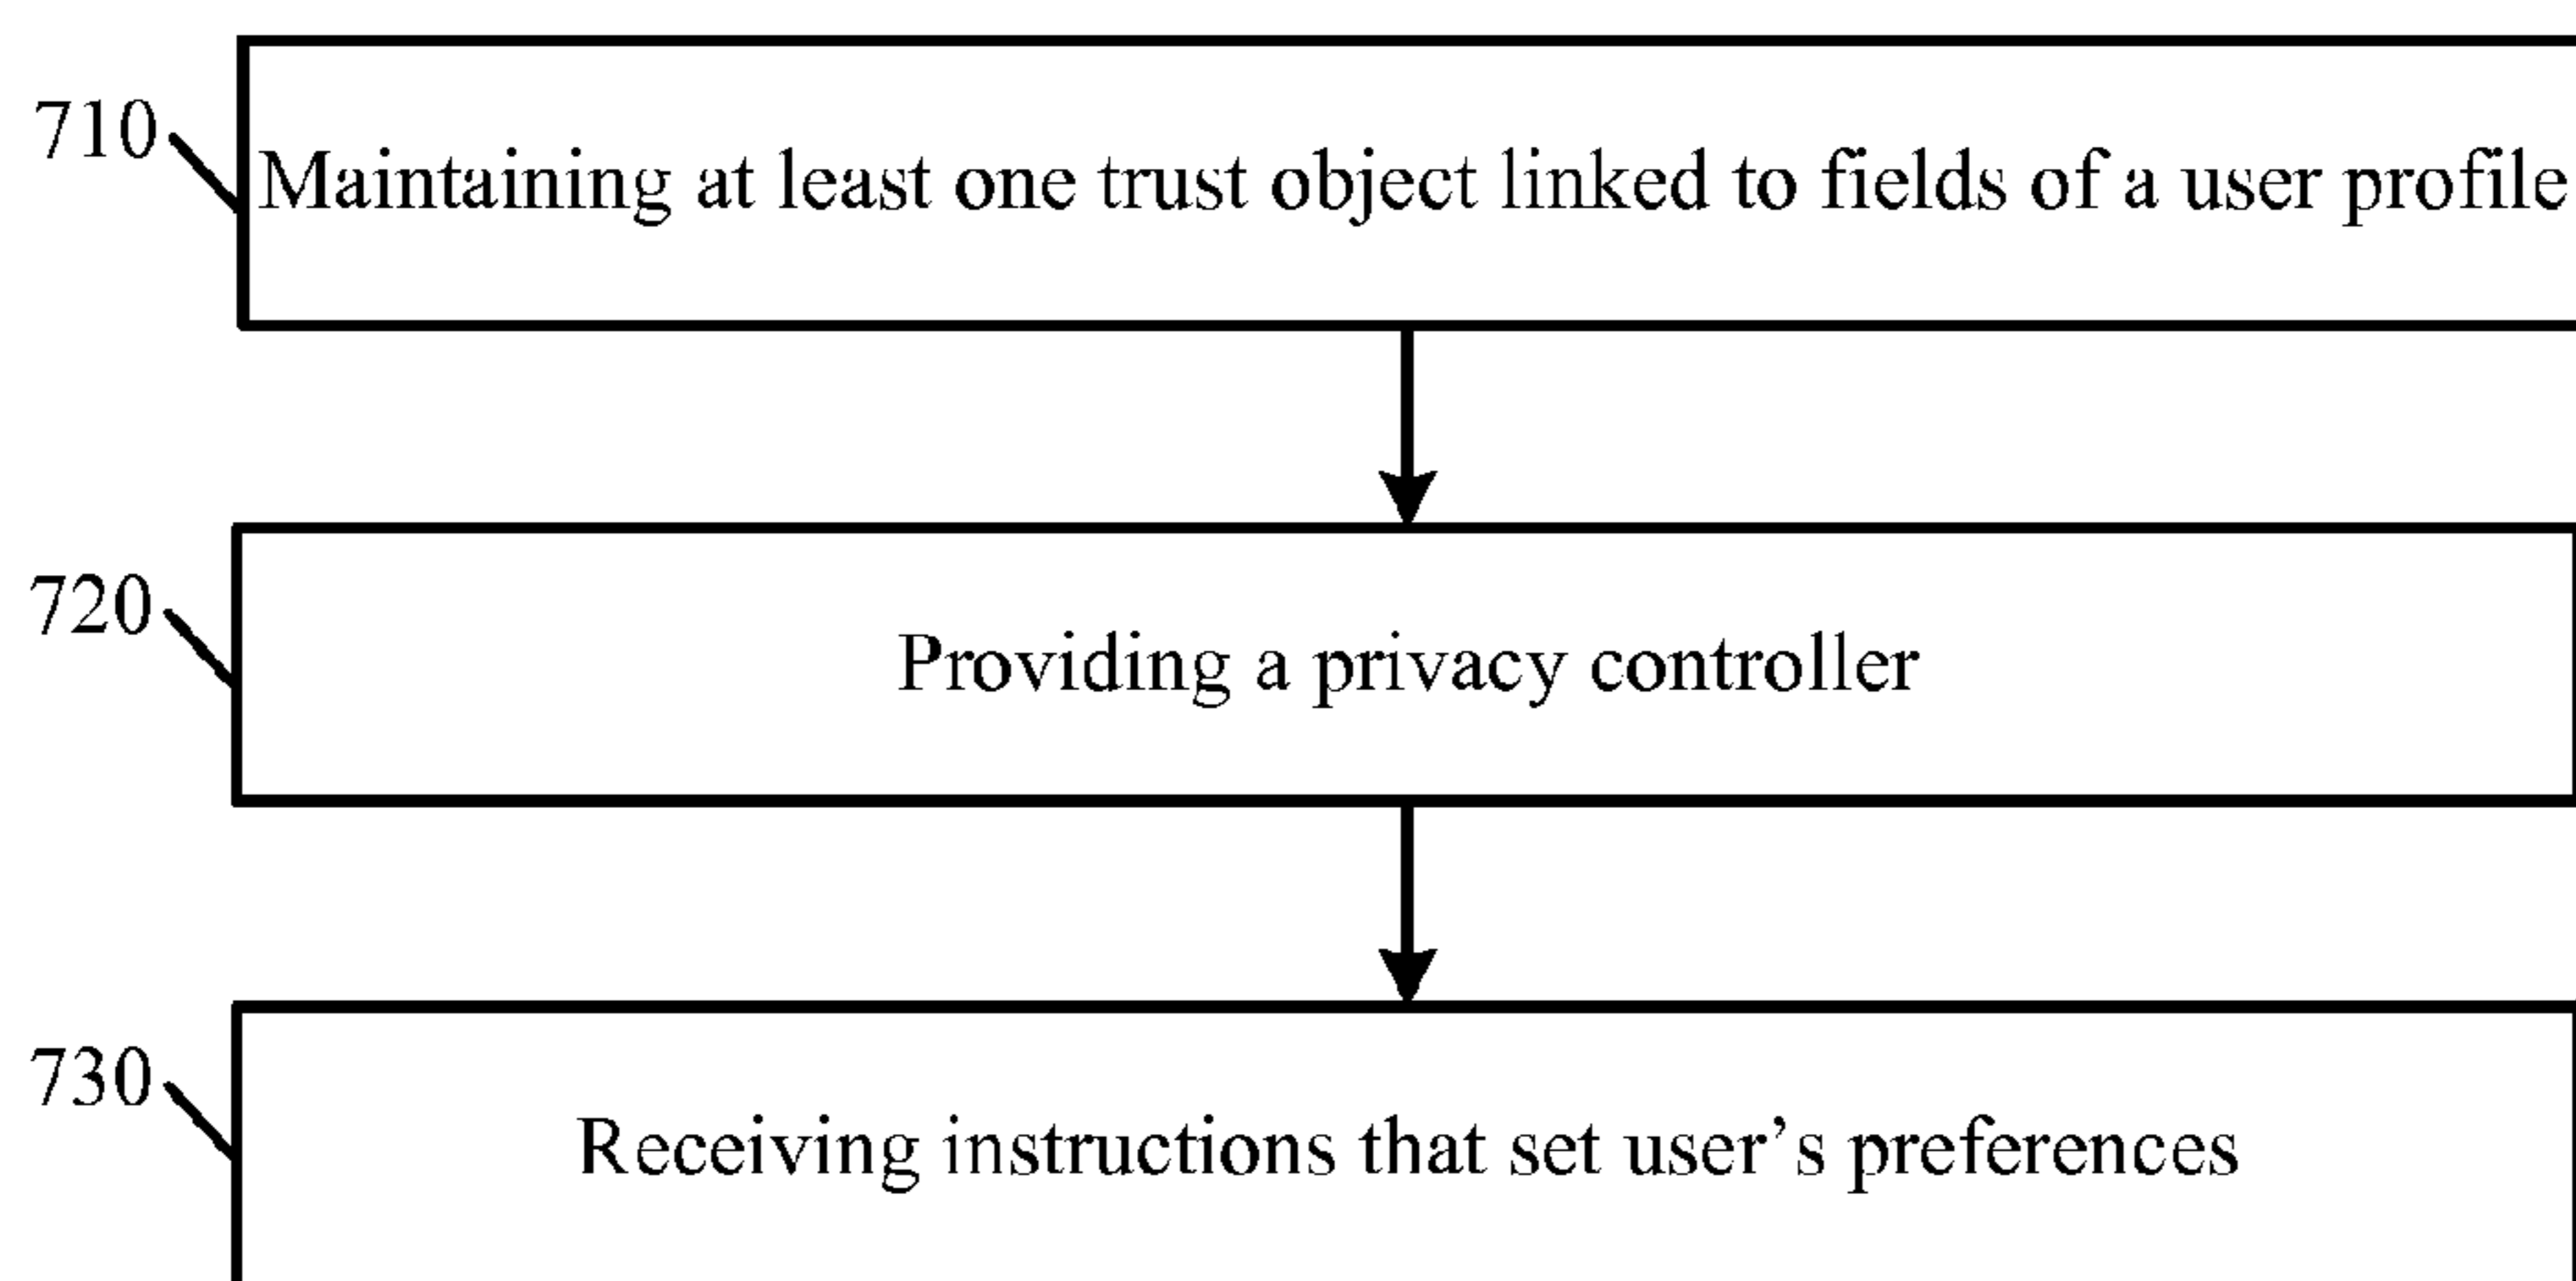 710
Maintaining at least one trust object linked to fields of a user profile
720
Providing a privacy controller
730
Receiving instructions that set user’s preferences